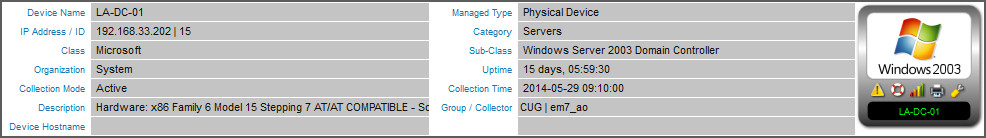 Device Name LA-DC-01 Managed Type Physical Device
IP Address / ID 192.168.33.202 | 15 Category Servers
Class Microsoft Sub-Class Windows Server 2003 Domain Controller
Organization System Uptime 15 days, 05:59:30
Collection Mode Active Collection Time 2014-05-29 09:10:00
Description Hardware: x86 Family 6 Model 15 Stepping 7 AT/AT COMPATIBLE - So Group / Collector CUG | em7_ao
Device Hostname
Windows 2003
LA-DC-01